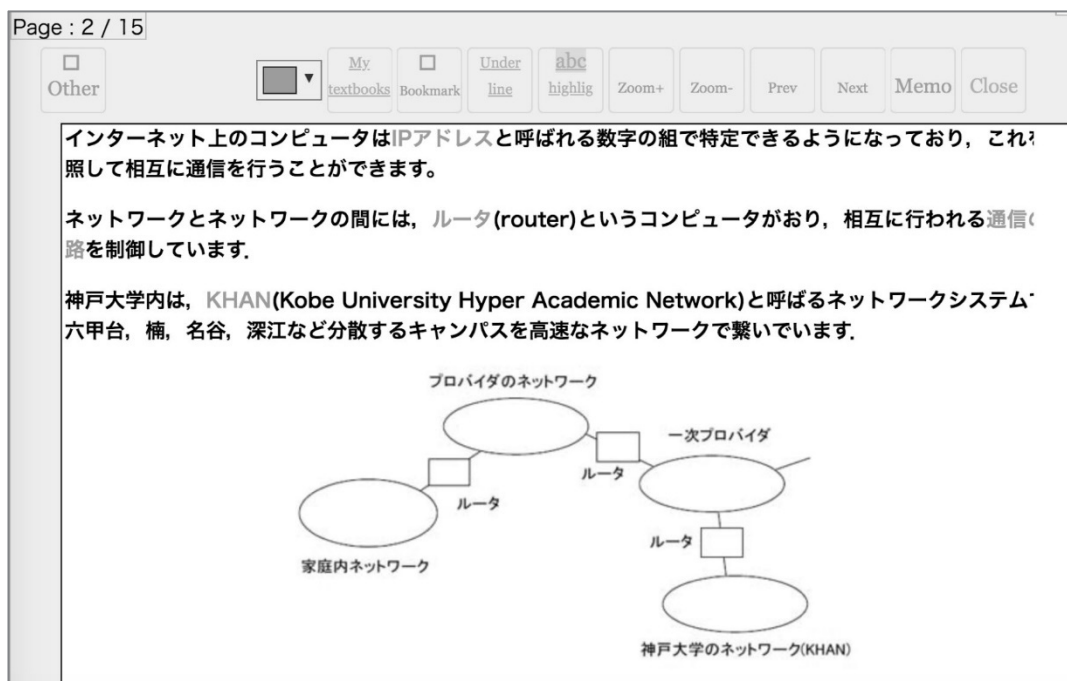 Page : 2 / 15
Other
My textbooks
Bookmark
Under line
abc highlig
Zoom+
Zoom-
Prev
Next
Memo
Close
インターネット上のコンピュータはIPアドレスと呼ばれる数字の組で特定できるようになっており，これ
照して相互に通信を行うことができます。
ネットワークとネットワークの間には，ルータ(router)というコンピュータがおり，相互に行われる通信
路を制御しています.
神戸大学内は，KHAN(Kobe University Hyper Academic Network)と呼ばるネットワークシステム
六甲台，楠，名谷，深江など分散するキャンパスを高速なネットワークで繋いでいます.
プロバイダのネットワーク
一次プロバイダ
ルータ
ルータ
ルータ
家庭内ネットワーク
神戸大学のネットワーク(KHAN)